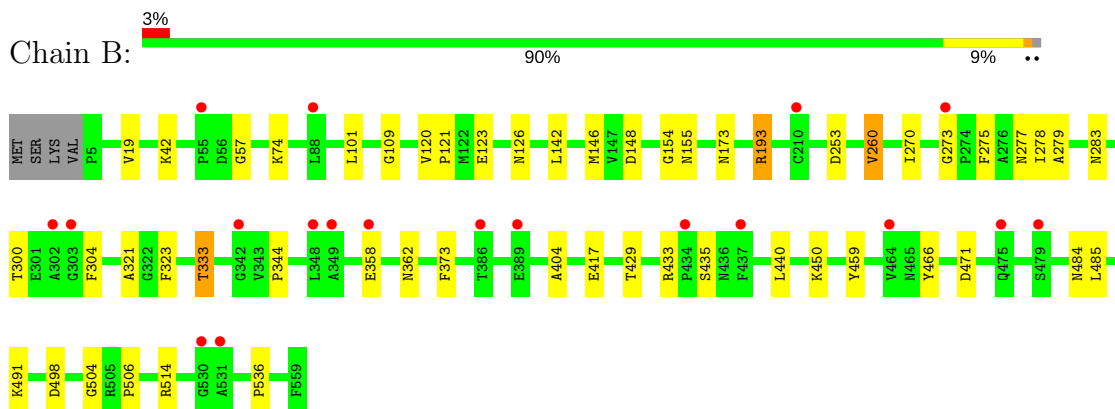 3%
Chain B:
90% 9% ••
MET SER LYS VAL P5 V19 K42 P55 D56 G57 K74 L88 L101 G109 V120 P121 M122 E123 N126 L142 M146 V147 D148 G154 N155 N173 R193 C210 D253 V260 I270 G273 P274 F275 A276 N277 I278 A279 N283
T300 E301 A302 G303 F304 A321 G322 F323 T333 G342 V343 P344 L348 A349 E358 N362 F373 T386 E389 A404 E417 T429 R433 P434 S435 N436 F437 L440 K450 Y459 V464 N465 Y466 D471 Q475 S479 N484 L485
K491 D498 G504 R505 P506 R514 G530 A531 P536 F559